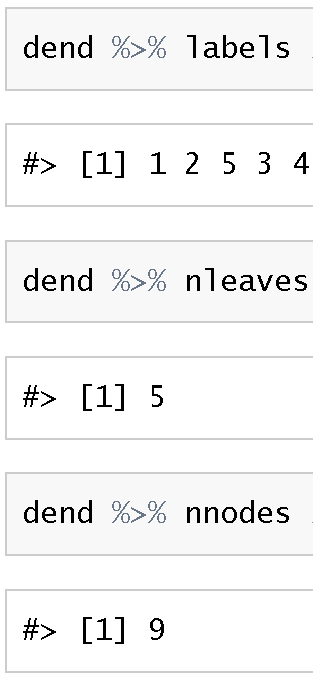 dend %>% labels
#> [1] 1 2 5 3 4
dend %>% nleaves
#> [1] 5
dend %>% nnodes
#> [1] 9